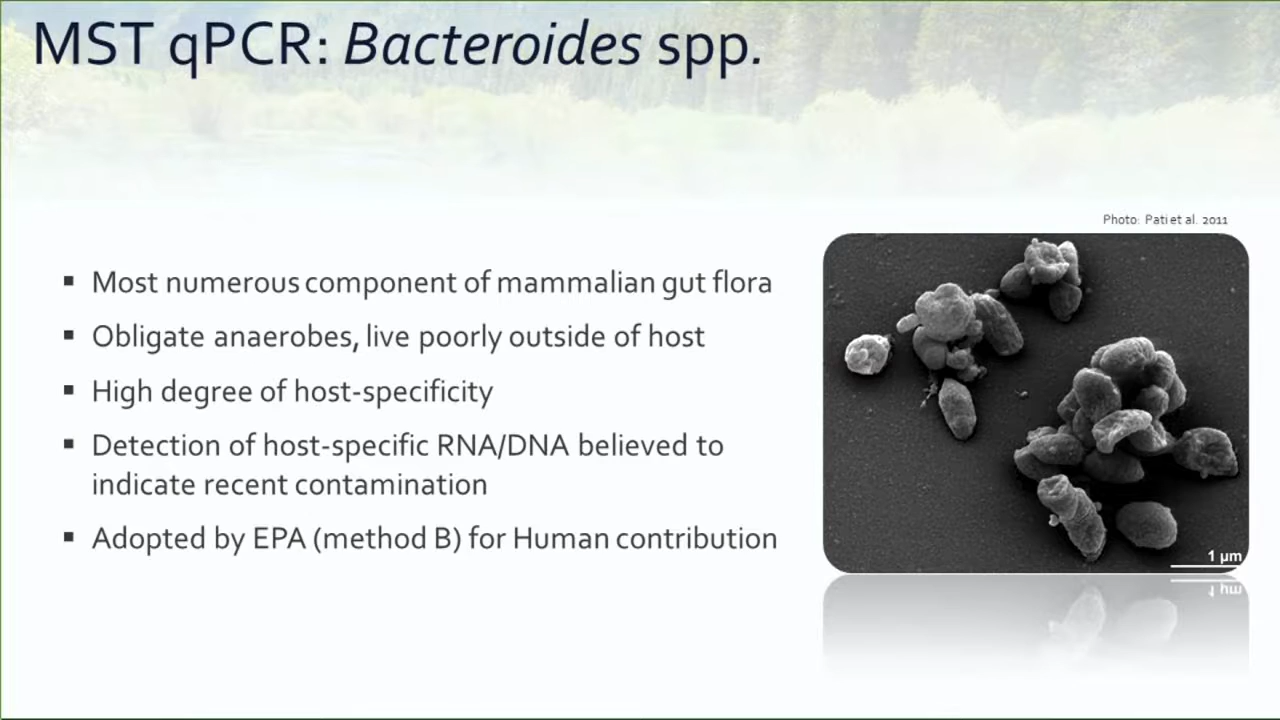 MST qPCR: Bacteroides spp.
Photo: Pati et al. 2011
▪ Most numerous component of mammalian gut flora
▪ Obligate anaerobes, live poorly outside of host
▪ High degree of host-specificity
▪ Detection of host-specific RNA/DNA believed to
indicate recent contamination
▪ Adopted by EPA (method B) for Human contribution
1 µm